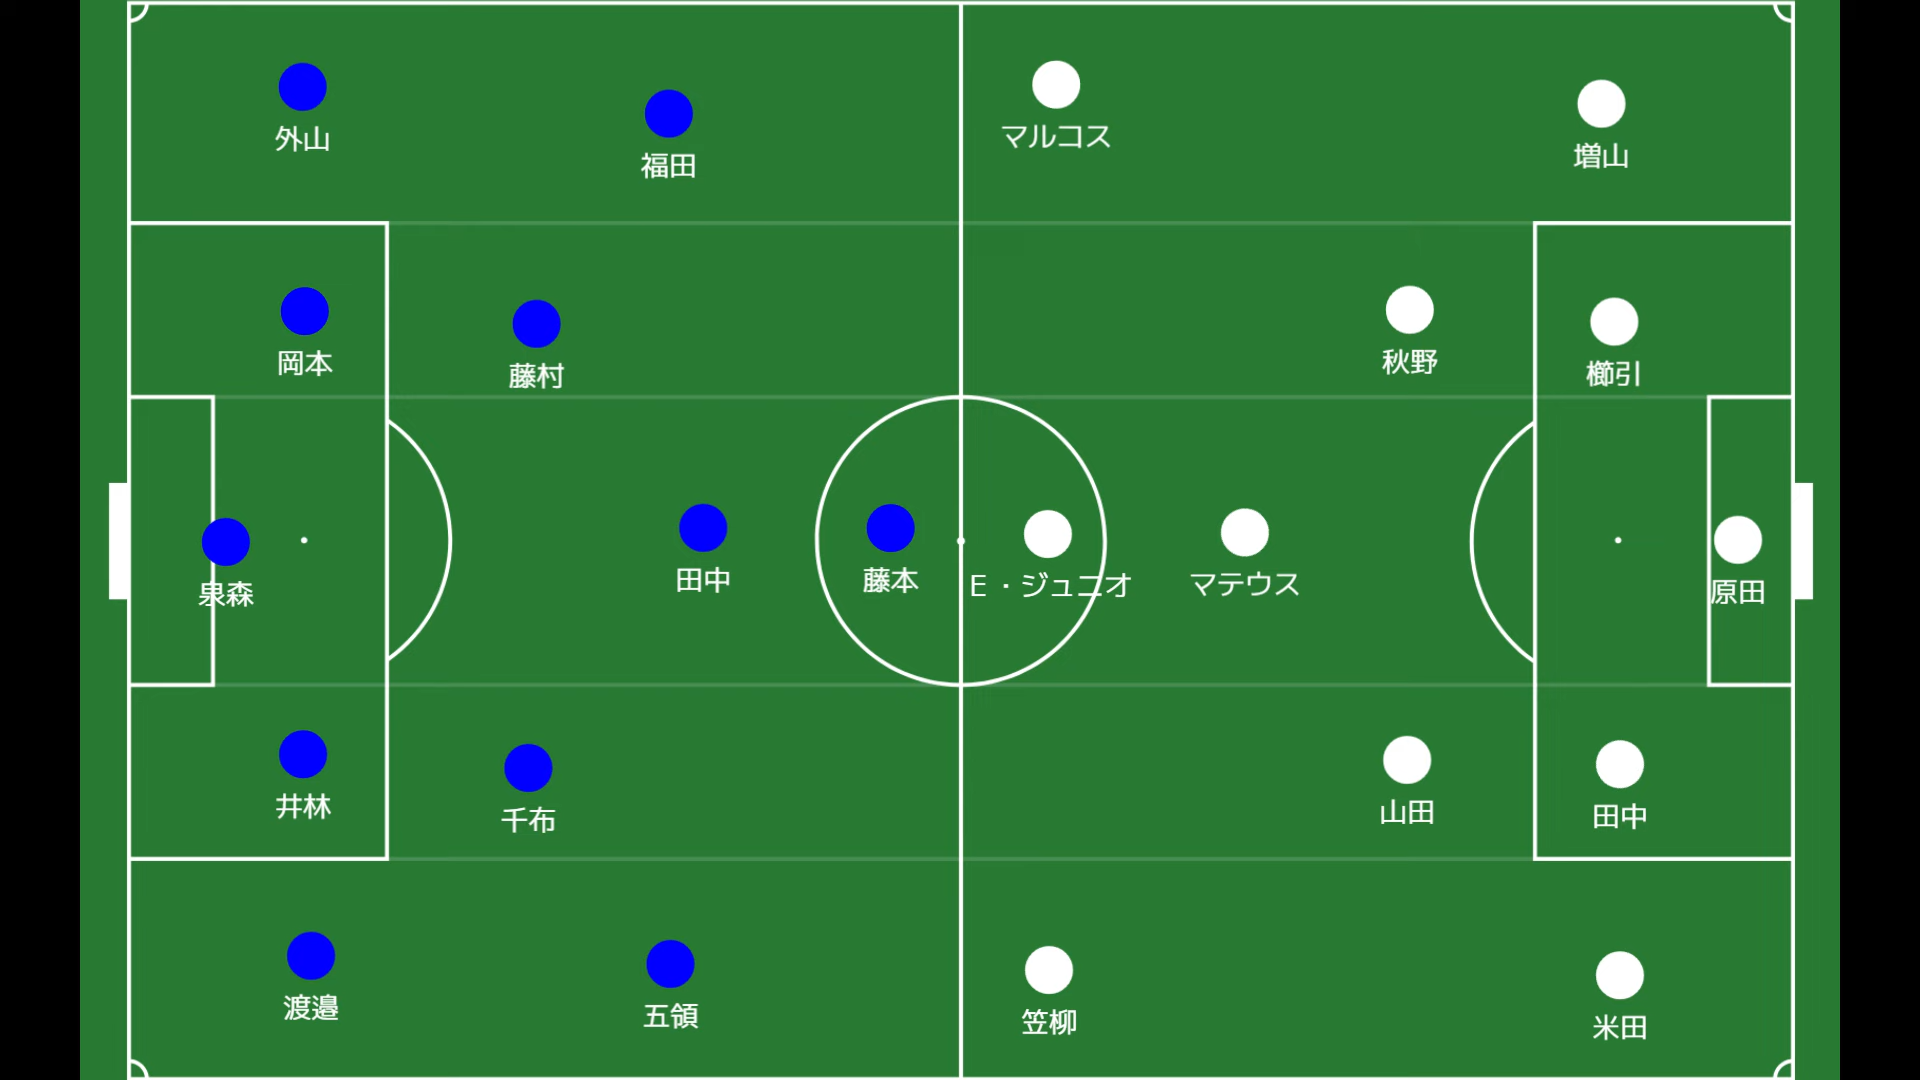 外山
福田
マルコス
増山
岡本
藤村
秋野
櫛引
泉森
田中
藤本
E・ジュニオ
マテウス
原田
井林
千布
山田
田中
渡邉
五領
笠柳
米田